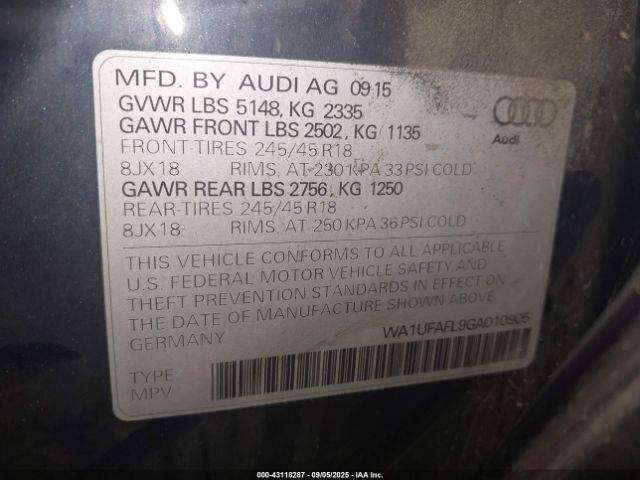 MFD. BY AUDI AG 09 15
GVWR LBS 5148, KG 2335
GAWR FRONT LBS 2502, KG 1135
FRONT-TIRES 245/45 R18
8JX18 RIMS, AT 230 KPA 33 PSI COLD
GAWR REAR LBS 2756, KG 1250
REAR-TIRES 245/45 R18
8JX18 RIMS, AT 250 KPA 36 PSI COLD
Audi
THIS VEHICLE CONFORMS TO ALL APPLICABLE
U.S. FEDERAL MOTOR VEHICLE SAFETY AND
THEFT PREVENTION STANDARDS IN EFFECT ON
THE DATE OF MANUFACTURE SHOWN ABOVE
GERMANY
WA1UFAFL9GA010906
TYPE
MPV
000-43118287 - 09/05/2025 - IAAI.COM